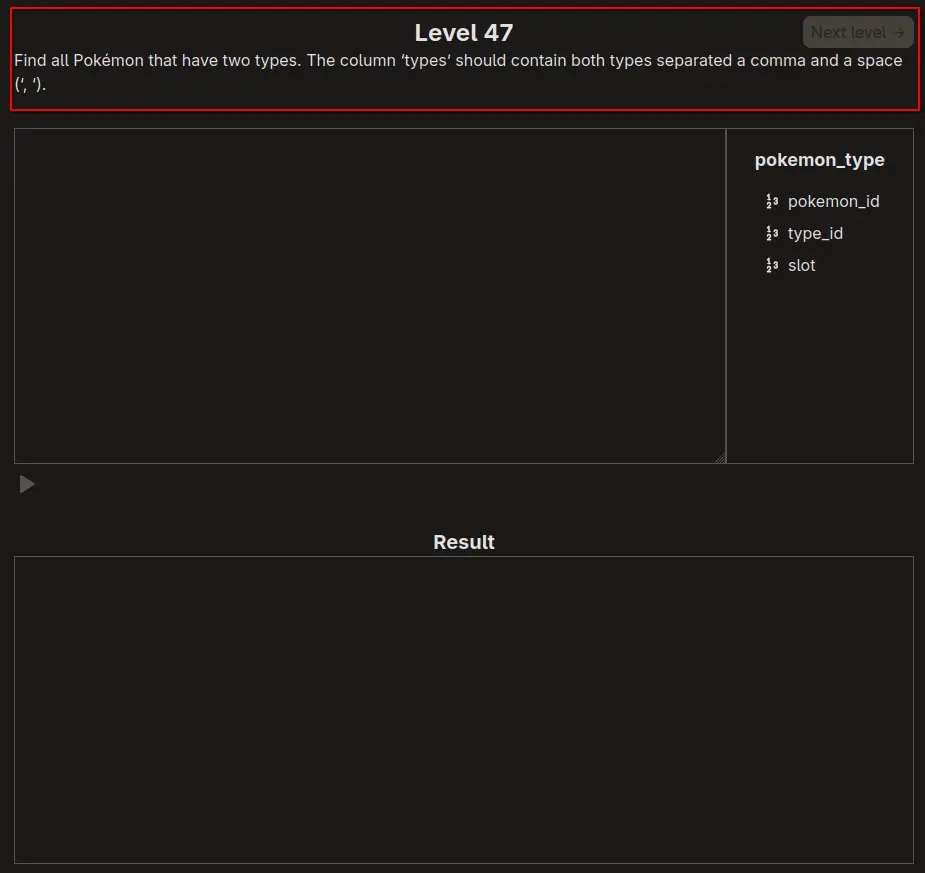 Level 47
Next level →
Find all Pokémon that have two types. The column ‘types’ should contain both types separated a comma and a space
(‘, ‘).
pokemon_type
pokemon_id
type_id
slot
Result